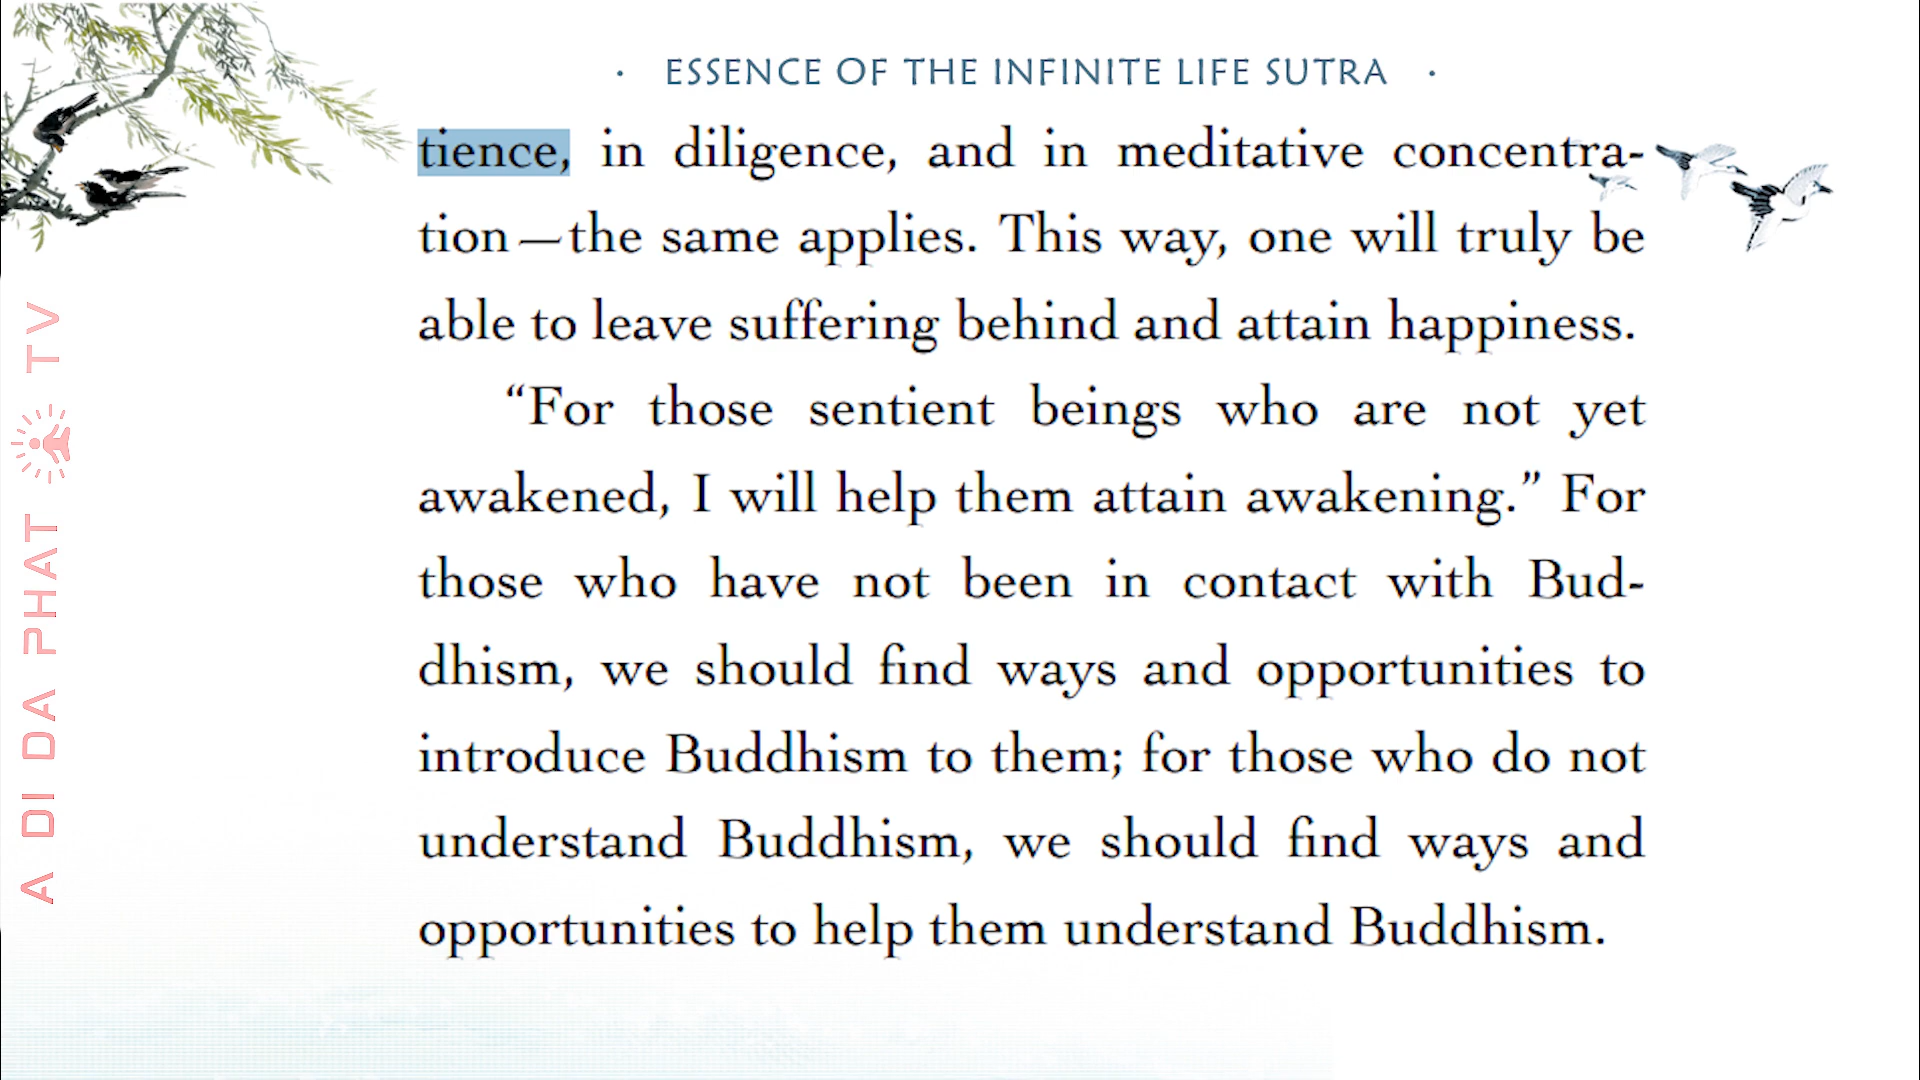 · ESSENCE OF THE INFINITE LIFE SUTRA ·
tience, in diligence, and in meditative concentra-
tion—the same applies. This way, one will truly be
able to leave suffering behind and attain happiness.
“For those sentient beings who are not yet
awakened, I will help them attain awakening.” For
those who have not been in contact with Bud-
dhism, we should find ways and opportunities to
introduce Buddhism to them; for those who do not
understand Buddhism, we should find ways and
opportunities to help them understand Buddhism.
A DI DA PHAT TV